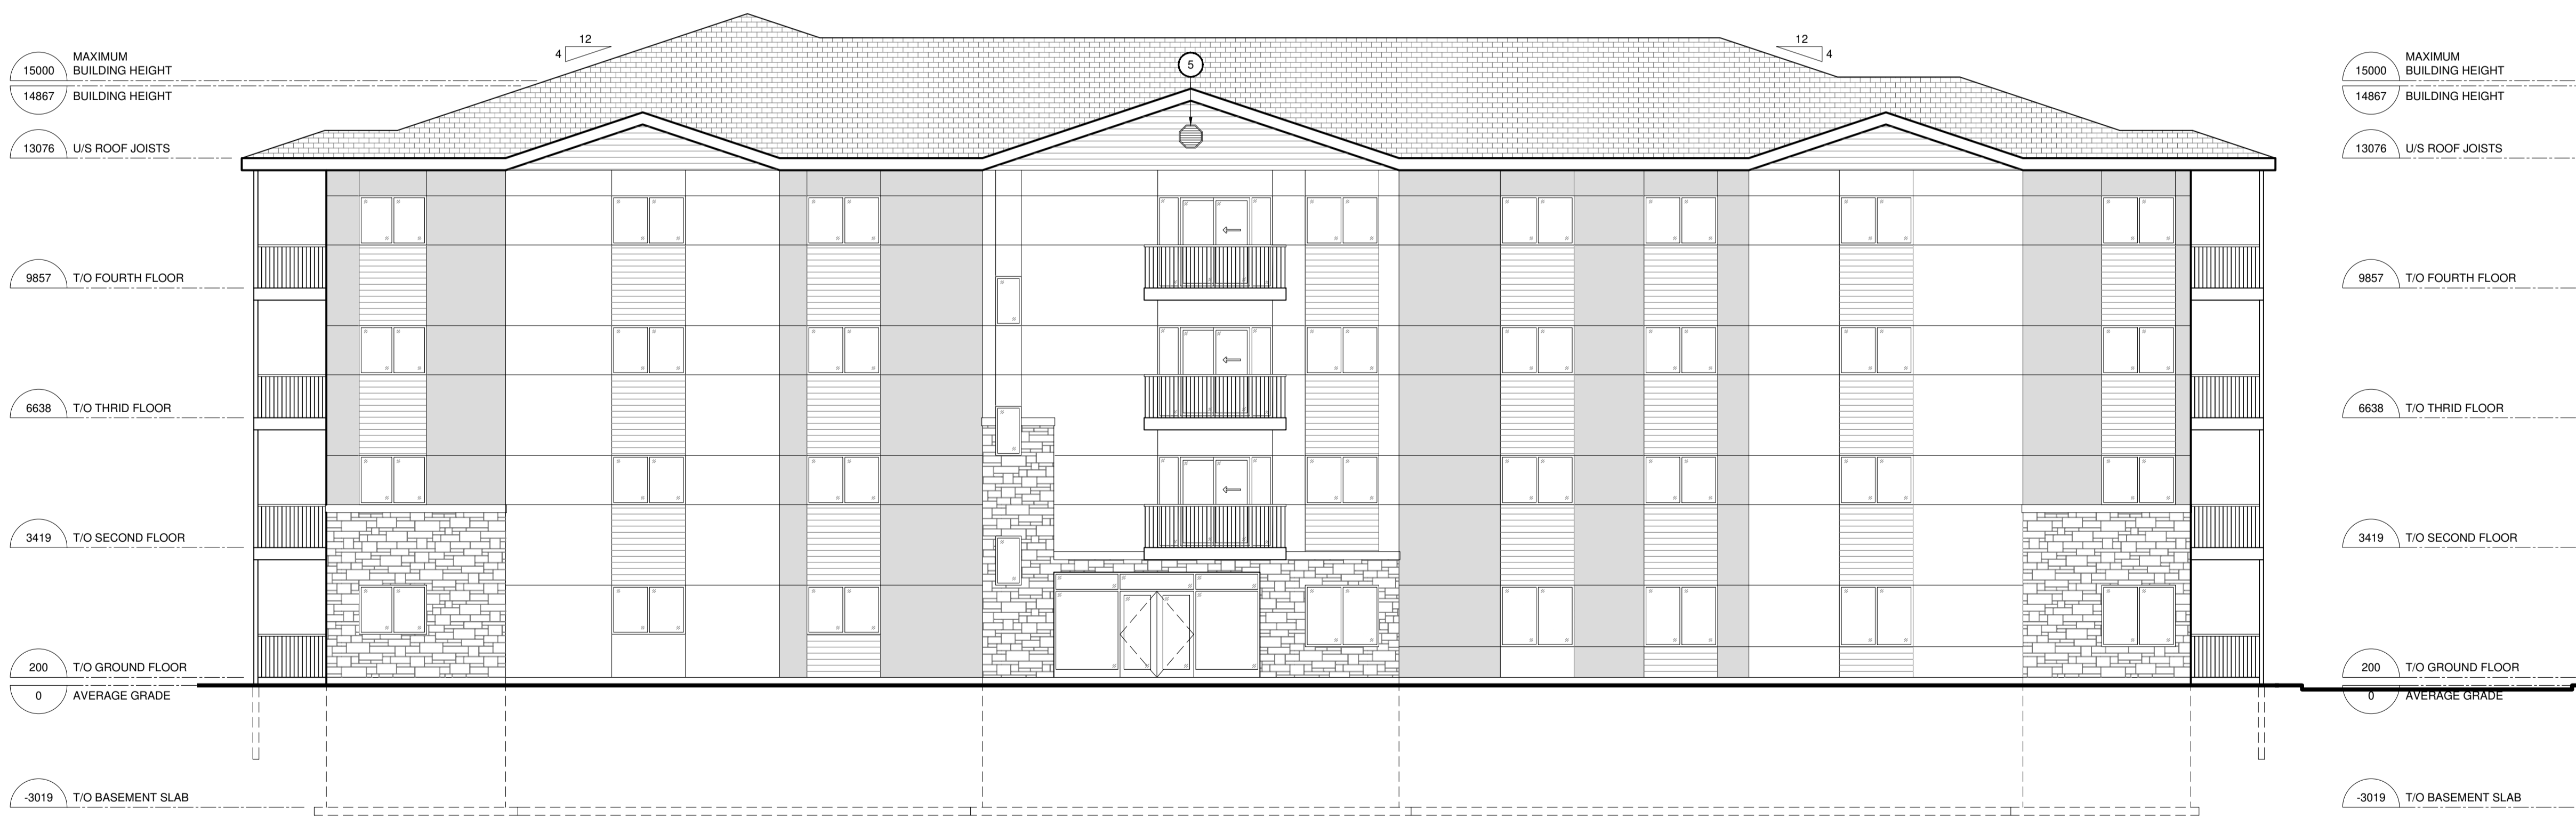 12
4
12
4
5
MAXIMUM
15000 BUILDING HEIGHT
14867 BUILDING HEIGHT
13076 U/S ROOF JOISTS
9857 T/O FOURTH FLOOR
6638 T/O THRID FLOOR
3419 T/O SECOND FLOOR
200 T/O GROUND FLOOR
0 AVERAGE GRADE
-3019 T/O BASEMENT SLAB
MAXIMUM
15000 BUILDING HEIGHT
14867 BUILDING HEIGHT
13076 U/S ROOF JOISTS
9857 T/O FOURTH FLOOR
6638 T/O THRID FLOOR
3419 T/O SECOND FLOOR
200 T/O GROUND FLOOR
0 AVERAGE GRADE
-3019 T/O BASEMENT SLAB